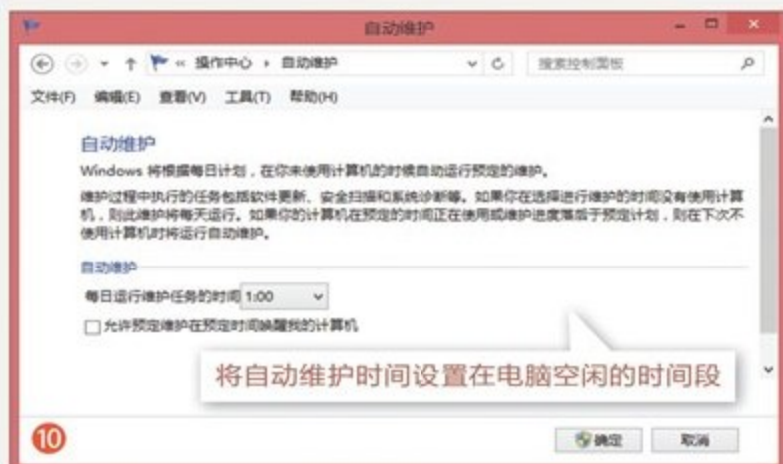 自动维护
« 操作中心 › 自动维护
搜索控制面板
文件(F) 编辑(E) 查看(V) 工具(T) 帮助(H)
自动维护
Windows 将根据每日计划，在你未使用计算机的时候自动运行预定的维护。
维护过程中执行的任务包括软件更新、安全扫描和系统诊断等。如果你在选择进行维护的时间没有使用计算
机，则此维护将每天运行。如果你的计算机在预定的时间正在使用或维护进度落后于预定计划，则在下次不
使用计算机时将运行自动维护。
自动维护
每日运行维护任务的时间 1:00
允许预定维护在预定时间唤醒我的计算机
将自动维护时间设置在电脑空闲的时间段
10
确定 取消